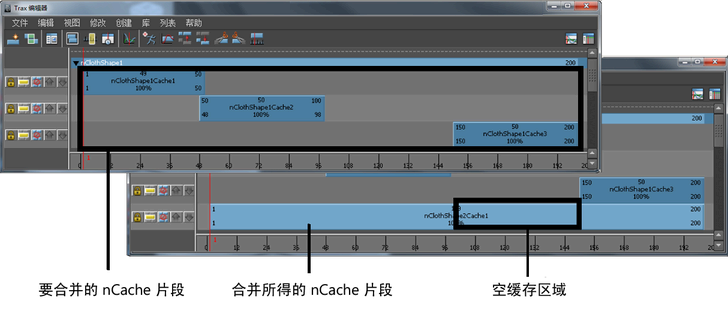 Trax 编辑器
文件 编辑 视图 修改 创建 库 列表 帮助
nClothShape1 200
1 49 50
nClothShape1Cache1
1 100% 50
50 50 100
nClothShape1Cache2
48 100% 98
150 50 200
nClothShape1Cache3
150 100% 200
1
0 12 24 36 48 60 72 84 96 108 120 132 144 156 168 180 192 20
200
150 50 200
nClothShape1Cache3
150 100% 200
1 200
nClothShape2Cache1
1 100% 200
1
0 12 24 36 48 60 72 84 96 108 120 132 144 156 168 180 192 20
要合并的 nCache 片段
合并所得的 nCache 片段
空缓存区域